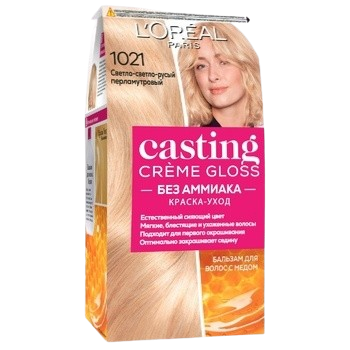 L'ORÉAL
PARIS
1021
Светло-светло-русый
перламутровый
casting
CRÈME GLOSS
БЕЗ АММИАКА
КРАСКА-УХОД
Естественный сияющий цвет
Мягкие, блестящие и ухоженные волосы
Подходит для первого окрашивания
Оптимально закрашивает седину
БАЛЬЗАМ ДЛЯ
ВОЛОС С МЕДОМ